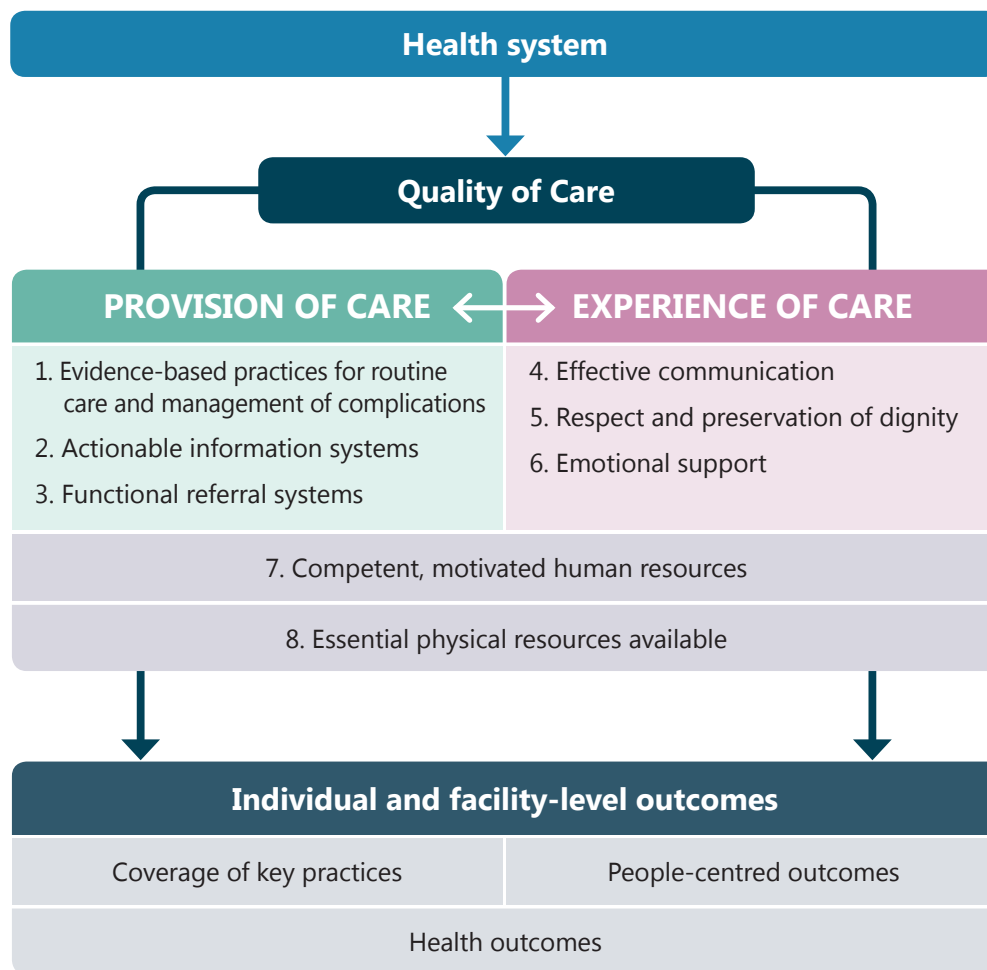 Health system
Quality of Care
PROVISION OF CARE
EXPERIENCE OF CARE
1. Evidence-based practices for routine
care and management of complications
2. Actionable information systems
3. Functional referral systems
4. Effective communication
5. Respect and preservation of dignity
6. Emotional support
7. Competent, motivated human resources
8. Essential physical resources available
Individual and facility-level outcomes
Coverage of key practices
People-centred outcomes
Health outcomes